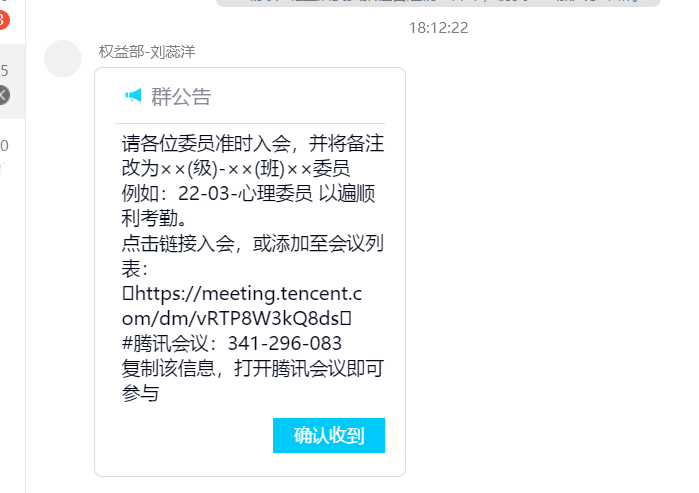 18:12:22
3
权益部-刘蕊洋
5
群公告
0
请各位委员准时入会，并将备注
改为××(级)-××(班)××委员
例如：22-03-心理委员 以遍顺
利考勤。
点击链接入会，或添加至会议列
表：
https://meeting.tencent.c
om/dm/vRTP8W3kQ8ds
#腾讯会议：341-296-083
复制该信息，打开腾讯会议即可
参与
确认收到